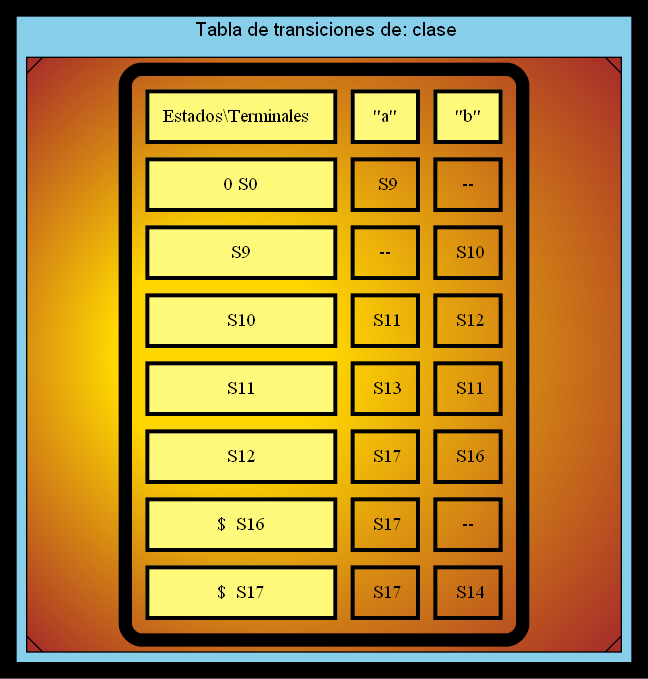 Tabla de transiciones de: clase
Estados\Terminales "a" "b"
0 S0 S9 --
S9 -- S10
S10 S11 S12
S11 S13 S11
S12 S17 S16
$ S16 S17 --
$ S17 S17 S14